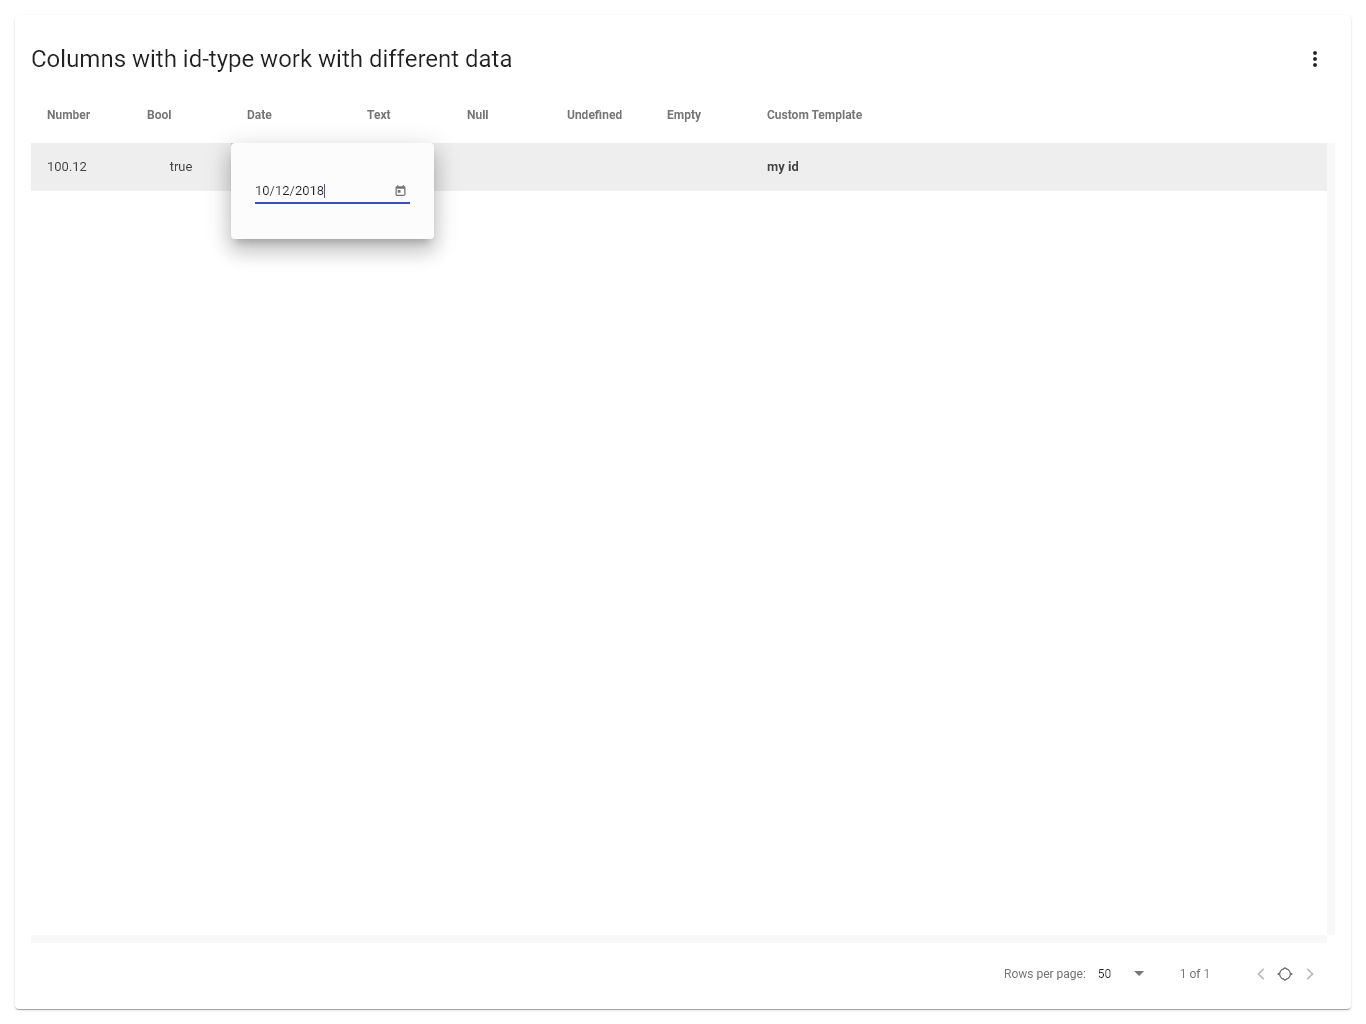 Columns with id-type work with different data
Number Bool Date Text Null Undefined Empty Custom Template
100.12 true 10/12/2018 my id
Rows per page: 50 1 of 1